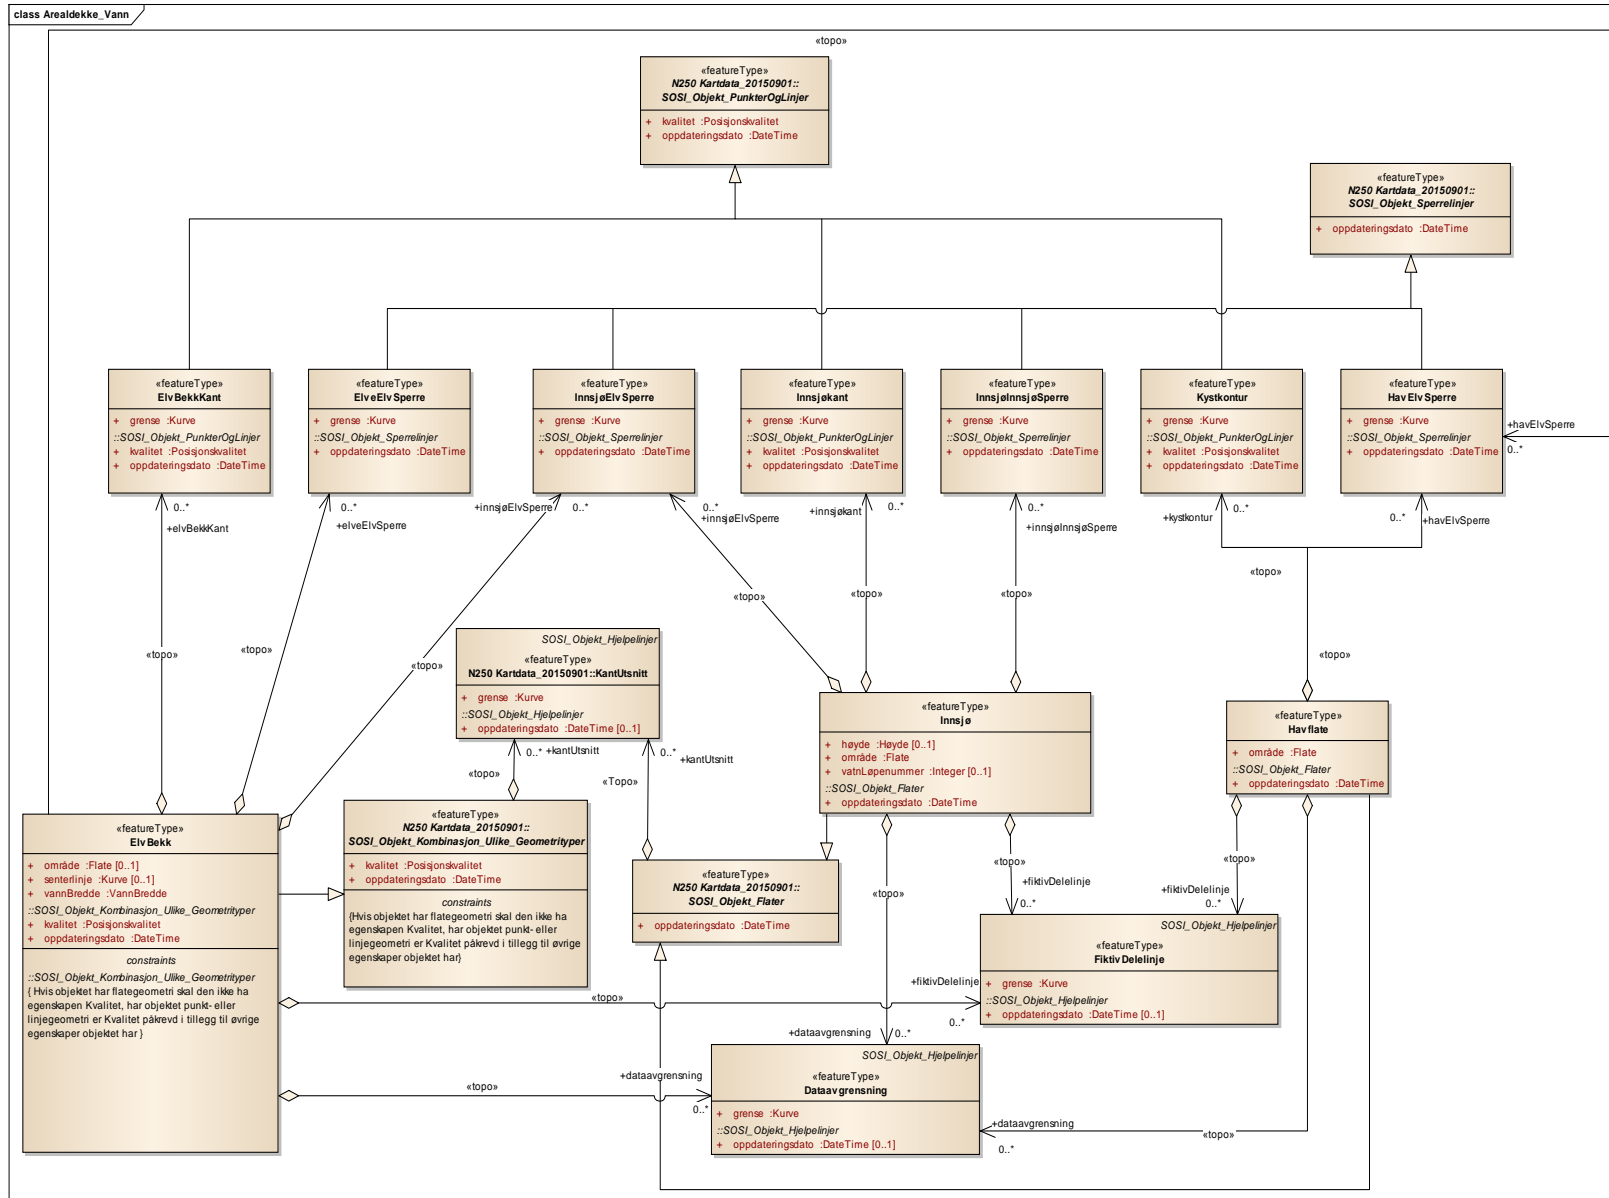 class Arealdekke_Vann
«topo»
«featureType»
N250 Kartdata_20150901::
SOSI_Objekt_PunkterOgLinjer
+ kvalitet :Posisjonskvalitet
+ oppdateringsdato :DateTime
«featureType»
N250 Kartdata_20150901::
SOSI_Objekt_Sperrelinjer
+ oppdateringsdato :DateTime
«featureType»
ElvBekkKant
+ grense :Kurve
::SOSI_Objekt_PunkterOgLinjer
+ kvalitet :Posisjonskvalitet
+ oppdateringsdato :DateTime
«featureType»
ElveElvSperre
+ grense :Kurve
::SOSI_Objekt_Sperrelinjer
+ oppdateringsdato :DateTime
«featureType»
InnsjøElvSperre
+ grense :Kurve
::SOSI_Objekt_Sperrelinjer
+ oppdateringsdato :DateTime
«featureType»
Innsjøkant
+ grense :Kurve
::SOSI_Objekt_PunkterOgLinjer
+ kvalitet :Posisjonskvalitet
+ oppdateringsdato :DateTime
«featureType»
InnsjøInnsjøSperre
+ grense :Kurve
::SOSI_Objekt_Sperrelinjer
+ oppdateringsdato :DateTime
«featureType»
Kystkontur
+ grense :Kurve
::SOSI_Objekt_PunkterOgLinjer
+ kvalitet :Posisjonskvalitet
+ oppdateringsdato :DateTime
«featureType»
HavElvSperre
+ grense :Kurve
::SOSI_Objekt_Sperrelinjer
+ oppdateringsdato :DateTime
+havElvSperre
0..*
0..*
+elvBekkKant
0..*
+elveElvSperre
+innsjøElvSperre
0..*
0..*
+innsjøElvSperre
+innsjøkant
0..*
0..*
+innsjøInnsjøSperre
+kystkontur
0..*
0..*
+havElvSperre
«topo»
«topo»
«topo»
«topo»
«topo»
«topo»
«topo»
«topo»
SOSI_Objekt_Hjelpelinjer
«featureType»
N250 Kartdata_20150901::KantUtsnitt
+ grense :Kurve
::SOSI_Objekt_Hjelpelinjer
+ oppdateringsdato :DateTime [0..1]
0..*
+kantUtsnitt
«topo»
0..*
+kantUtsnitt
«Topo»
«featureType»
Innsjø
+ høyde :Høyde [0..1]
+ område :Flate
+ vatnLøpenummer :Integer [0..1]
::SOSI_Objekt_Flater
+ oppdateringsdato :DateTime
«featureType»
Havflate
+ område :Flate
::SOSI_Objekt_Flater
+ oppdateringsdato :DateTime
«featureType»
ElvBekk
+ område :Flate [0..1]
+ senterlinje :Kurve [0..1]
+ vannBredde :VannBredde
::SOSI_Objekt_Kombinasjon_Ulike_Geometrityper
+ kvalitet :Posisjonskvalitet
+ oppdateringsdato :DateTime
constraints
::SOSI_Objekt_Kombinasjon_Ulike_Geometrityper
{ Hvis objektet har flategeometri skal den ikke ha
egenskapen Kvalitet, har objektet punkt- eller
linjegeometri er Kvalitet påkrevd i tillegg til øvrige
egenskaper objektet har }
«featureType»
N250 Kartdata_20150901::
SOSI_Objekt_Kombinasjon_Ulike_Geometrityper
+ kvalitet :Posisjonskvalitet
+ oppdateringsdato :DateTime
constraints
{Hvis objektet har flategeometri skal den ikke ha
egenskapen Kvalitet, har objektet punkt- eller
linjegeometri er Kvalitet påkrevd i tillegg til øvrige
egenskaper objektet har}
«featureType»
N250 Kartdata_20150901::
SOSI_Objekt_Flater
+ oppdateringsdato :DateTime
«topo»
«topo»
+fiktivDelelinje
0..*
«topo»
+fiktivDelelinje
0..*
SOSI_Objekt_Hjelpelinjer
«featureType»
FiktivDelelinje
+ grense :Kurve
::SOSI_Objekt_Hjelpelinjer
+ oppdateringsdato :DateTime [0..1]
«topo»
+fiktivDelelinje
0..*
+dataavgrensning
0..*
SOSI_Objekt_Hjelpelinjer
«featureType»
Dataavgrensning
+ grense :Kurve
::SOSI_Objekt_Hjelpelinjer
+ oppdateringsdato :DateTime [0..1]
«topo»
+dataavgrensning
0..*
+dataavgrensning
0..*
«topo»